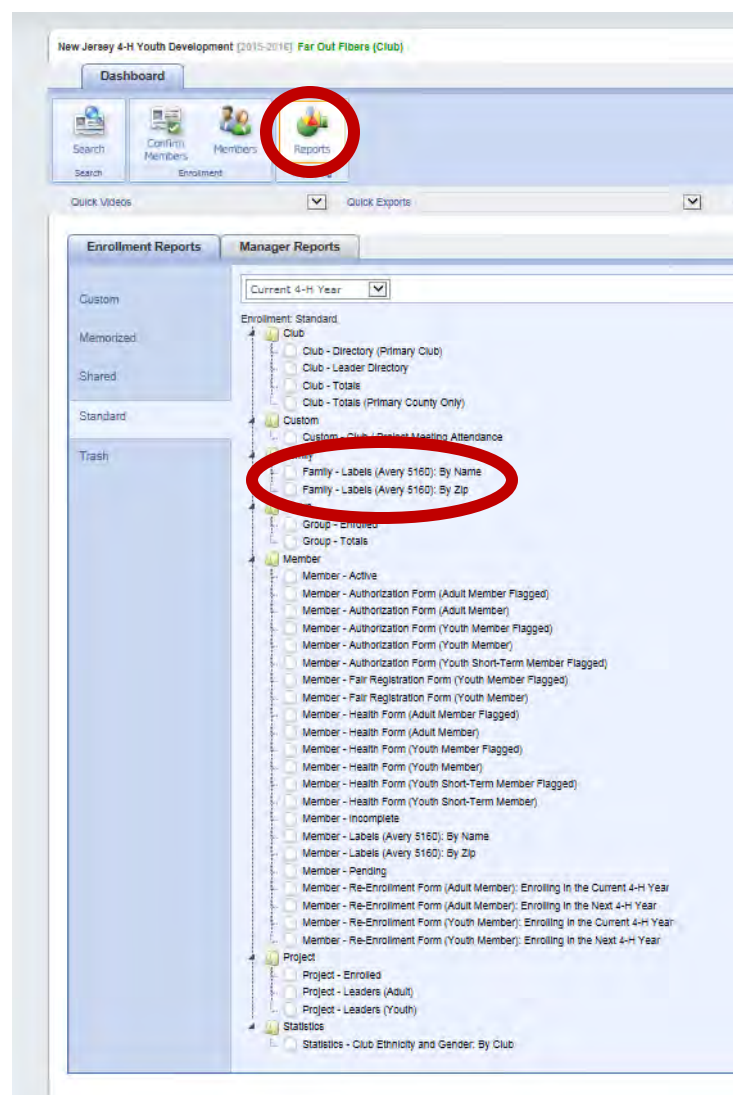 New Jersey 4-H Youth Development [2015-2016] Far Out Fibers (Club)
Dashboard
Search
Confirm Members
Members
Reports
Search
Enrollment
Quick Videos
Quick Exports
Enrollment Reports
Manager Reports
Custom
Memorized
Shared
Standard
Trash
Current 4-H Year
Enrollment: Standard
Club
Club - Directory (Primary Club)
Club - Leader Directory
Club - Totals
Club - Totals (Primary County Only)
Custom
Custom - Club / Project Meeting Attendance
Family - Labels (Avery 5160): By Name
Family - Labels (Avery 5160): By Zip
Group - Enrolled
Group - Totals
Member
Member - Active
Member - Authorization Form (Adult Member Flagged)
Member - Authorization Form (Adult Member)
Member - Authorization Form (Youth Member Flagged)
Member - Authorization Form (Youth Member)
Member - Authorization Form (Youth Short-Term Member Flagged)
Member - Fair Registration Form (Youth Member Flagged)
Member - Fair Registration Form (Youth Member)
Member - Health Form (Adult Member Flagged)
Member - Health Form (Adult Member)
Member - Health Form (Youth Member Flagged)
Member - Health Form (Youth Member)
Member - Health Form (Youth Short-Term Member Flagged)
Member - Health Form (Youth Short-Term Member)
Member - Incomplete
Member - Labels (Avery 5160): By Name
Member - Labels (Avery 5160): By Zip
Member - Pending
Member - Re-Enrollment Form (Adult Member): Enrolling in the Current 4-H Year
Member - Re-Enrollment Form (Adult Member): Enrolling in the Next 4-H Year
Member - Re-Enrollment Form (Youth Member): Enrolling in the Current 4-H Year
Member - Re-Enrollment Form (Youth Member): Enrolling in the Next 4-H Year
Project
Project - Enrolled
Project - Leaders (Adult)
Project - Leaders (Youth)
Statistics
Statistics - Club Ethnicity and Gender: By Club